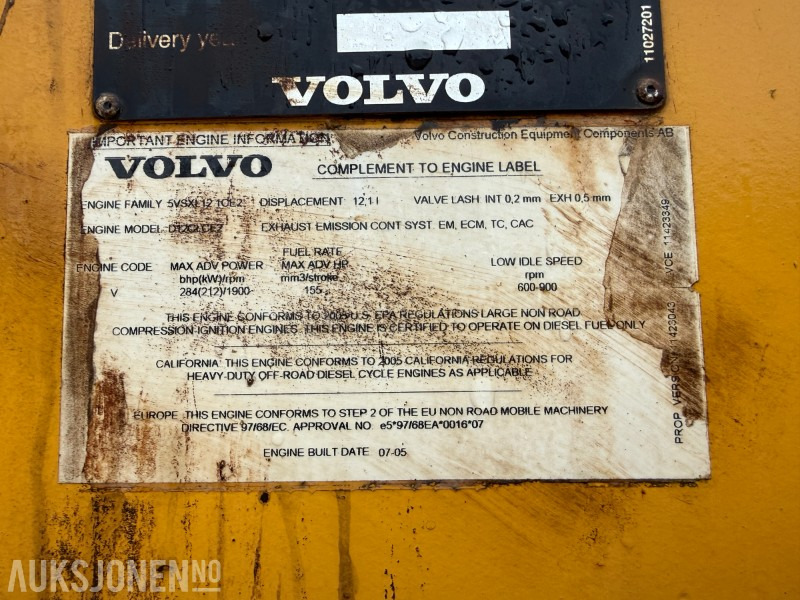 Delivery
11027201
VOLVO
IMPORTANT ENGINE INFORMATION
Volvo Construction Equipment Components AB
VOLVO
COMPLEMENT TO ENGINE LABEL
ENGINE FAMILY DISPLACEMENT 12,1 l VALVE LASH INT 0,2 mm EXH 0,5 mm
ENGINE MODEL EXHAUST EMISSION CONT SYST. EM, ECM, TC, CAC
FUEL RATE
ENGINE CODE MAX ADV POWER MAX ADV HP LOW IDLE SPEED
bhp(kW)/rpm mm3/stroke rpm
V 284(212)/1900 155 600-900
THIS ENGINE CONFORMS TO 2005 U.S. EPA REGULATIONS LARGE NON ROAD
COMPRESSION IGNITION ENGINES. THIS ENGINE IS CERTIFIED TO OPERATE ON DIESEL FUEL ONLY
CALIFORNIA: THIS ENGINE CONFORMS TO 2005 CALIFORNIA REGULATIONS FOR
HEAVY-DUTY OFF-ROAD DIESEL CYCLE ENGINES AS APPLICABLE
EUROPE: THIS ENGINE CONFORMS TO STEP 2 OF THE EU NON ROAD MOBILE MACHINERY
DIRECTIVE 97/68/EC. APPROVAL NO. e5*97/68EA*0016*07
ENGINE BUILT DATE 07-05
VCE 11423349
PROP VERSION
AUKSJONEN.NO